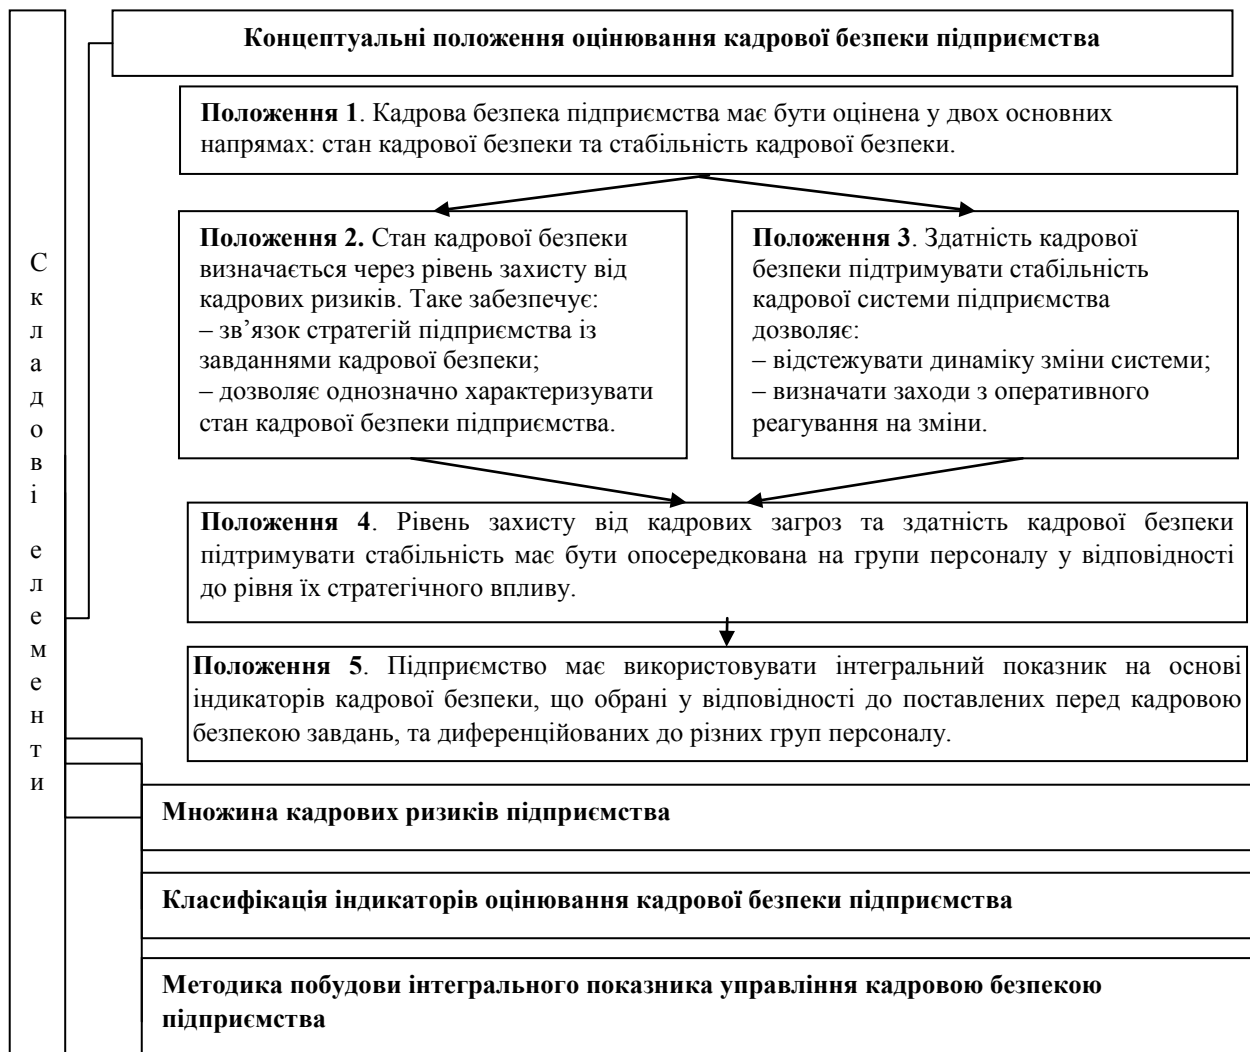 Складові елементи
Концептуальні положення оцінювання кадрової безпеки підприємства
Положення 1. Кадрова безпека підприємства має бути оцінена у двох основних
напрямах: стан кадрової безпеки та стабільність кадрової безпеки.
Положення 2. Стан кадрової безпеки
визначається через рівень захисту від
кадрових ризиків. Таке забезпечує:
– зв’язок стратегій підприємства із
завданнями кадрової безпеки;
– дозволяє однозначно характеризувати
стан кадрової безпеки підприємства.
Положення 3. Здатність кадрової
безпеки підтримувати стабільність
кадрової системи підприємства
дозволяє:
– відстежувати динаміку зміни системи;
– визначати заходи з оперативного
реагування на зміни.
Положення 4. Рівень захисту від кадрових загроз та здатність кадрової безпеки
підтримувати стабільність має бути опосередкована на групи персоналу у відповідності
до рівня їх стратегічного впливу.
Положення 5. Підприємство має використовувати інтегральний показник на основі
індикаторів кадрової безпеки, що обрані у відповідності до поставлених перед кадровою
безпекою завдань, та диференційованих до різних груп персоналу.
Множина кадрових ризиків підприємства
Класифікація індикаторів оцінювання кадрової безпеки підприємства
Методика побудови інтегрального показника управління кадровою безпекою
підприємства